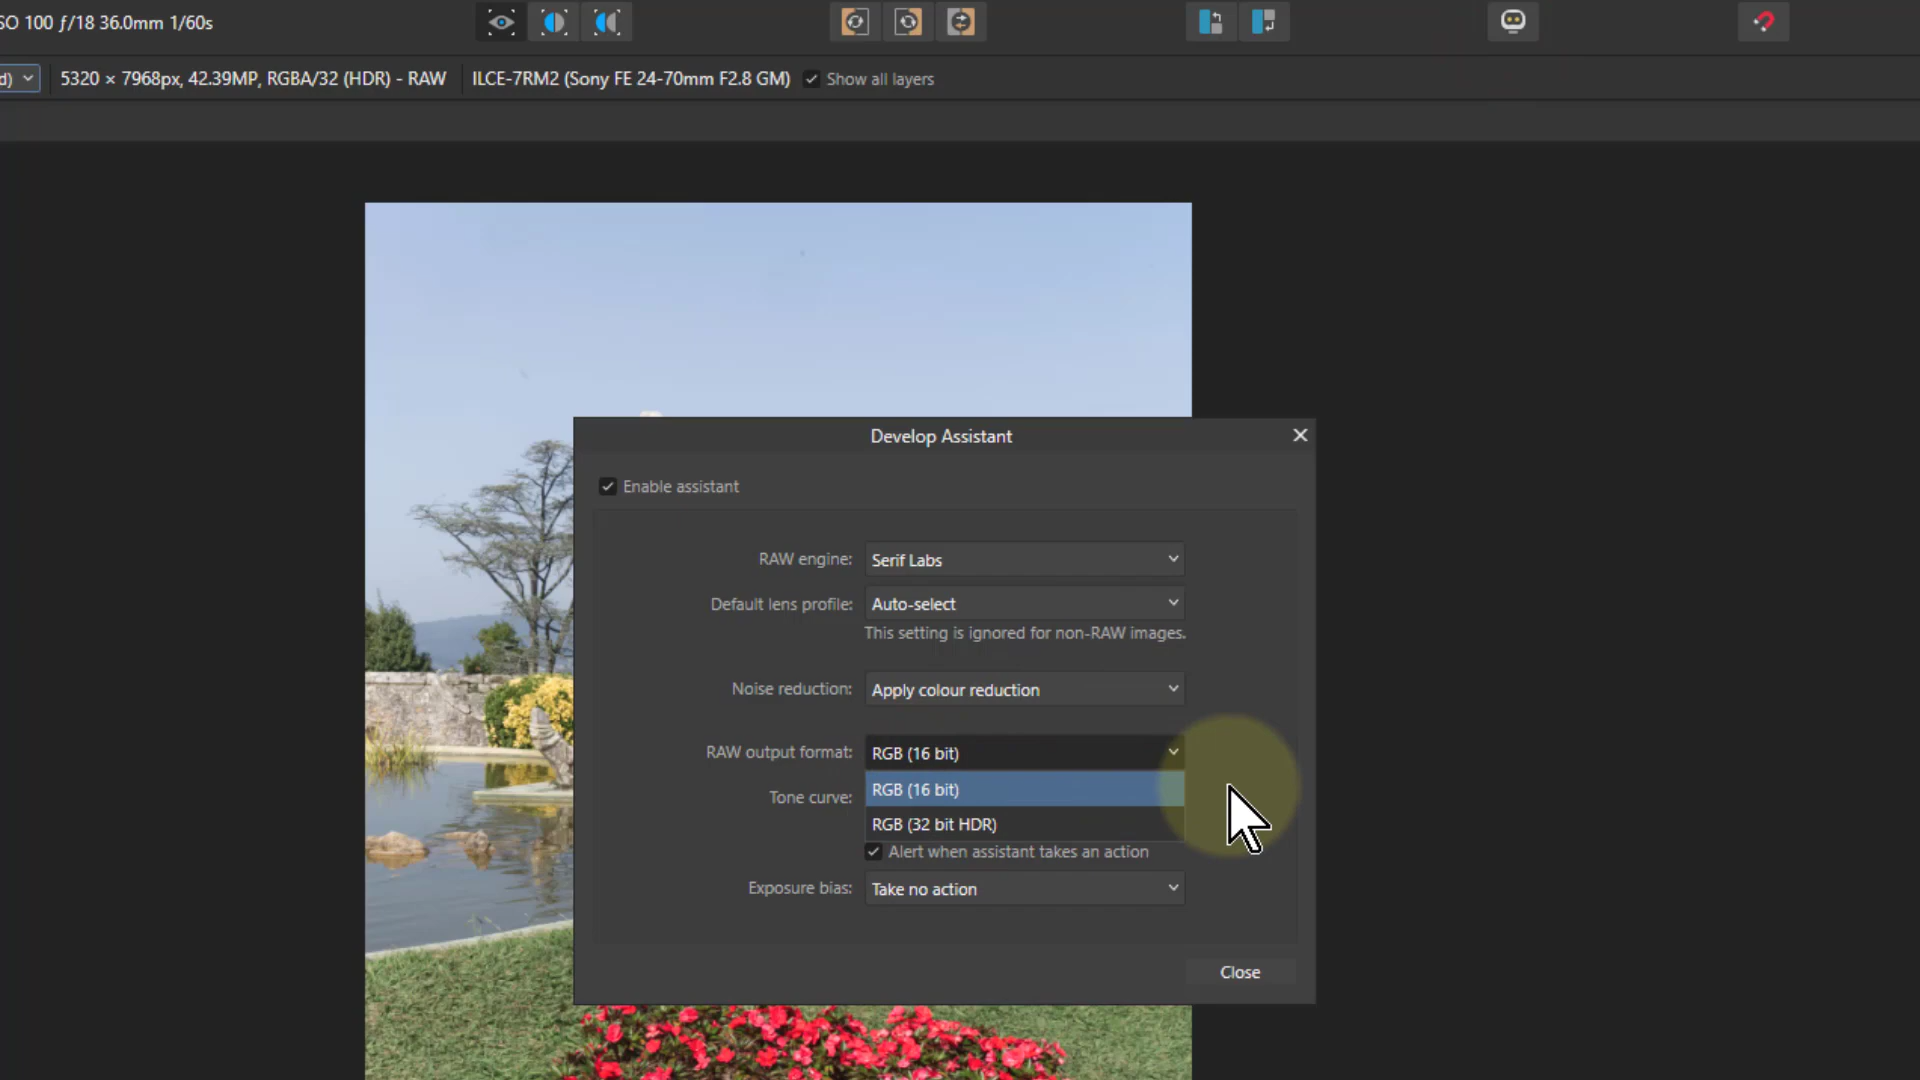 SO 100 ƒ/18 36.0mm 1/60s
d) 5320 × 7968px, 42.39MP, RGBA/32 (HDR) - RAW ILCE-7RM2 (Sony FE 24-70mm F2.8 GM) Show all layers
Develop Assistant
Enable assistant
RAW engine: Serif Labs
Default lens profile: Auto-select
This setting is ignored for non-RAW images.
Noise reduction: Apply colour reduction
RAW output format: RGB (16 bit)
RGB (16 bit)
Tone curve:
RGB (32 bit HDR)
Alert when assistant takes an action
Exposure bias: Take no action
Close